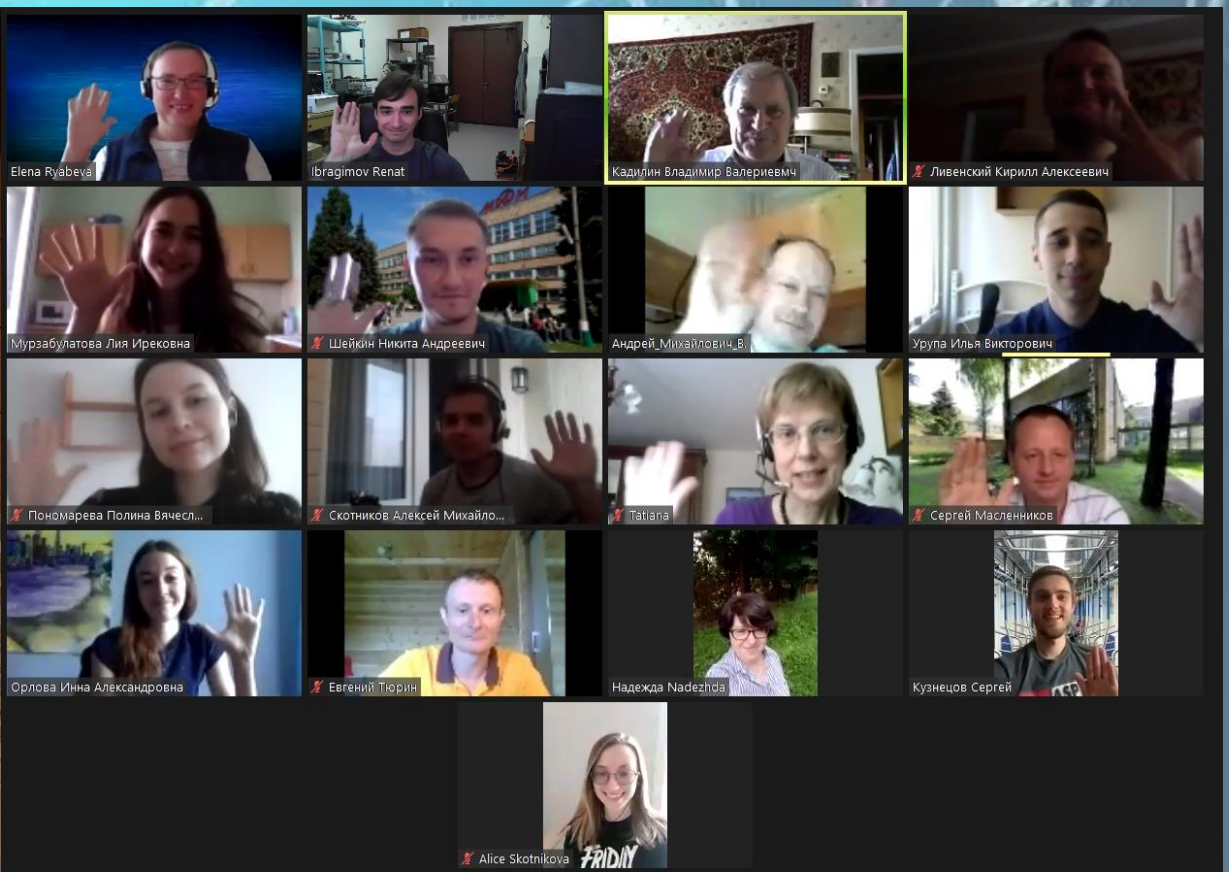 Elena Ryabeva
Ibragimov Renat
Кадилин Владимир Валериевмч
Ливенский Кирилл Алексеевич
Мурзабулатова Лия Ирековна
МИФИ
Шейкин Никита Андреевич
Андрей_Михайлович_В.
Урупа Илья Викторович
Пономарева Полина Вячесл...
Скотников Алексей Михайло...
Tatiana
Сергей Масленников
Орлова Инна Александровна
Евгений Тюрин
Надежда Nadezhda
Кузнецов Сергей
ASP
Alice Skotnikova
FRIDAY